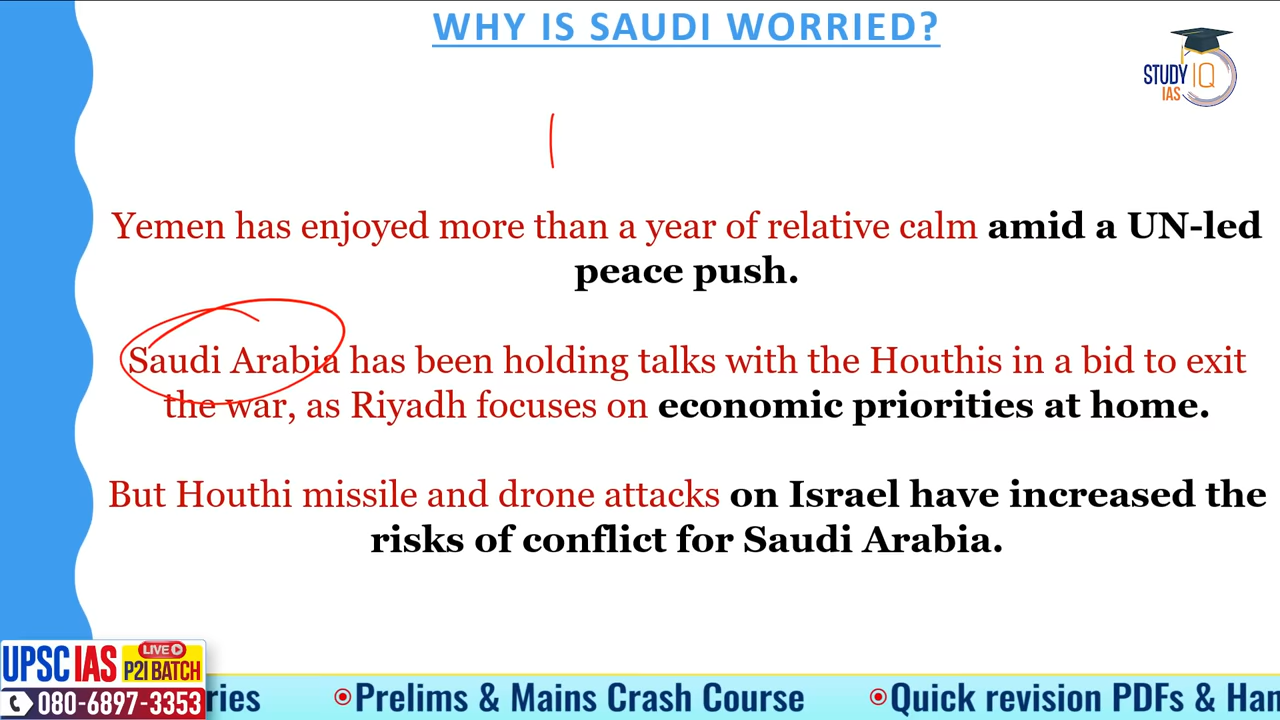 WHY IS SAUDI WORRIED?
STUDY IQ
IAS
Yemen has enjoyed more than a year of relative calm amid a UN-led
peace push.
Saudi Arabia has been holding talks with the Houthis in a bid to exit
the war, as Riyadh focuses on economic priorities at home.
But Houthi missile and drone attacks on Israel have increased the
risks of conflict for Saudi Arabia.
LIVE
UPSC IAS P2I BATCH
080-6897-3353
ries Prelims & Mains Crash Course Quick revision PDFs & Han